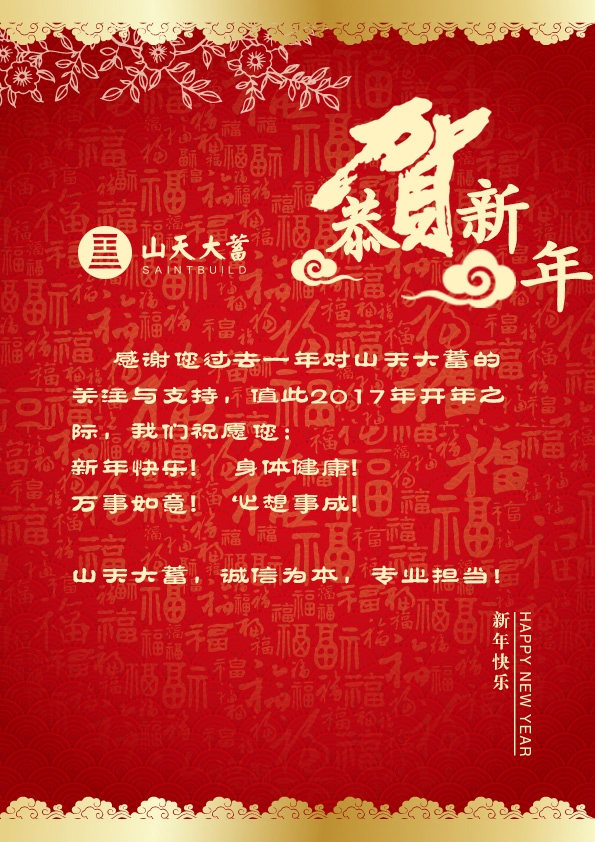 恭贺新年
山天大蓄
SAINTBUILD
感谢您过去一年对山天大蓄的
关注与支持，值此2017年开年之
际，我们祝愿您：
新年快乐！ 身体健康！
万事如意！ 心想事成！
山天大蓄，诚信为本，专业担当！
新年快乐
HAPPY NEW YEAR